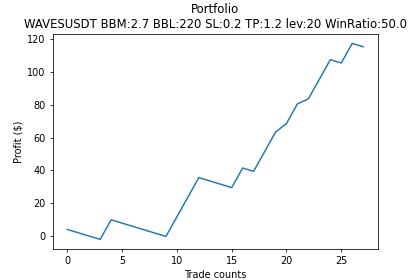 Portfolio
WAVESUSDT BBM:2.7 BBL:220 SL:0.2 TP:1.2 lev:20 WinRatio:50.0
120
100
80
60
40
20
0
Profit ($)
0 5 10 15 20 25
Trade counts